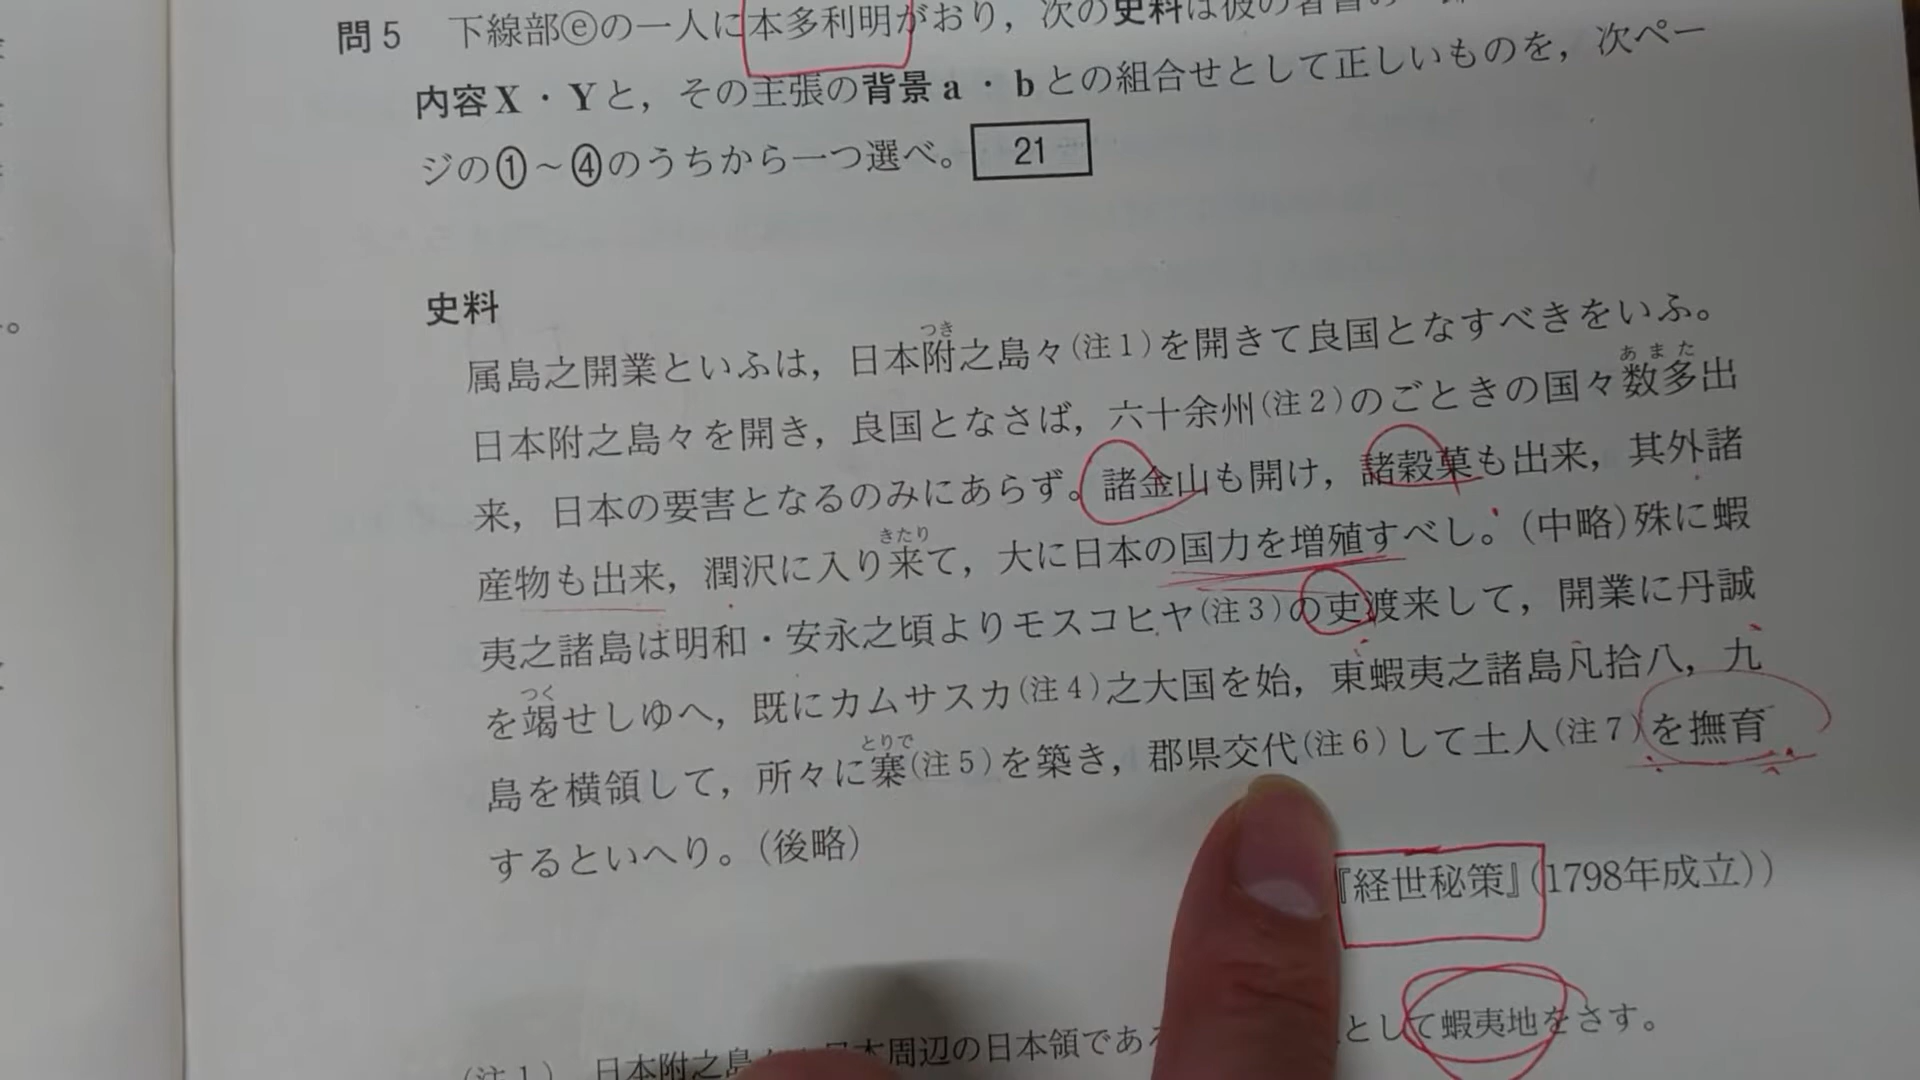 問5 下線部ⓔの一人に本多利明がおり，次の史料は彼の著書の
内容X・Yと，その主張の背景a・bとの組合せとして正しいものを，次ペー
ジの①～④のうちから一つ選べ。 21
史料
属島之開業といふは，日本附之島々(注1)を開きて良国となすべきをいふ。
日本附之島々を開き，良国となさば，六十余州(注2)のごときの国々数多出
来，日本の要害となるのみにあらず。諸金山も開け，諸穀菓も出来，其外諸
産物も出来，潤沢に入り来て，大に日本の国力を増殖すべし。(中略)殊に蝦
夷之諸島は明和・安永之頃よりモスコヒヤ(注3)の吏渡来して，開業に丹誠
を竭せしゆへ，既にカムサスカ(注4)之大国を始，東蝦夷之諸島凡拾八，九
島を横領して，所々に寨(注5)を築き，郡県交代(注6)して土人(注7)を撫育
するといへり。(後略)
『経世秘策』(1798年成立))
(注1) 日本附之島 日本周辺の日本領であ として蝦夷地をさす。